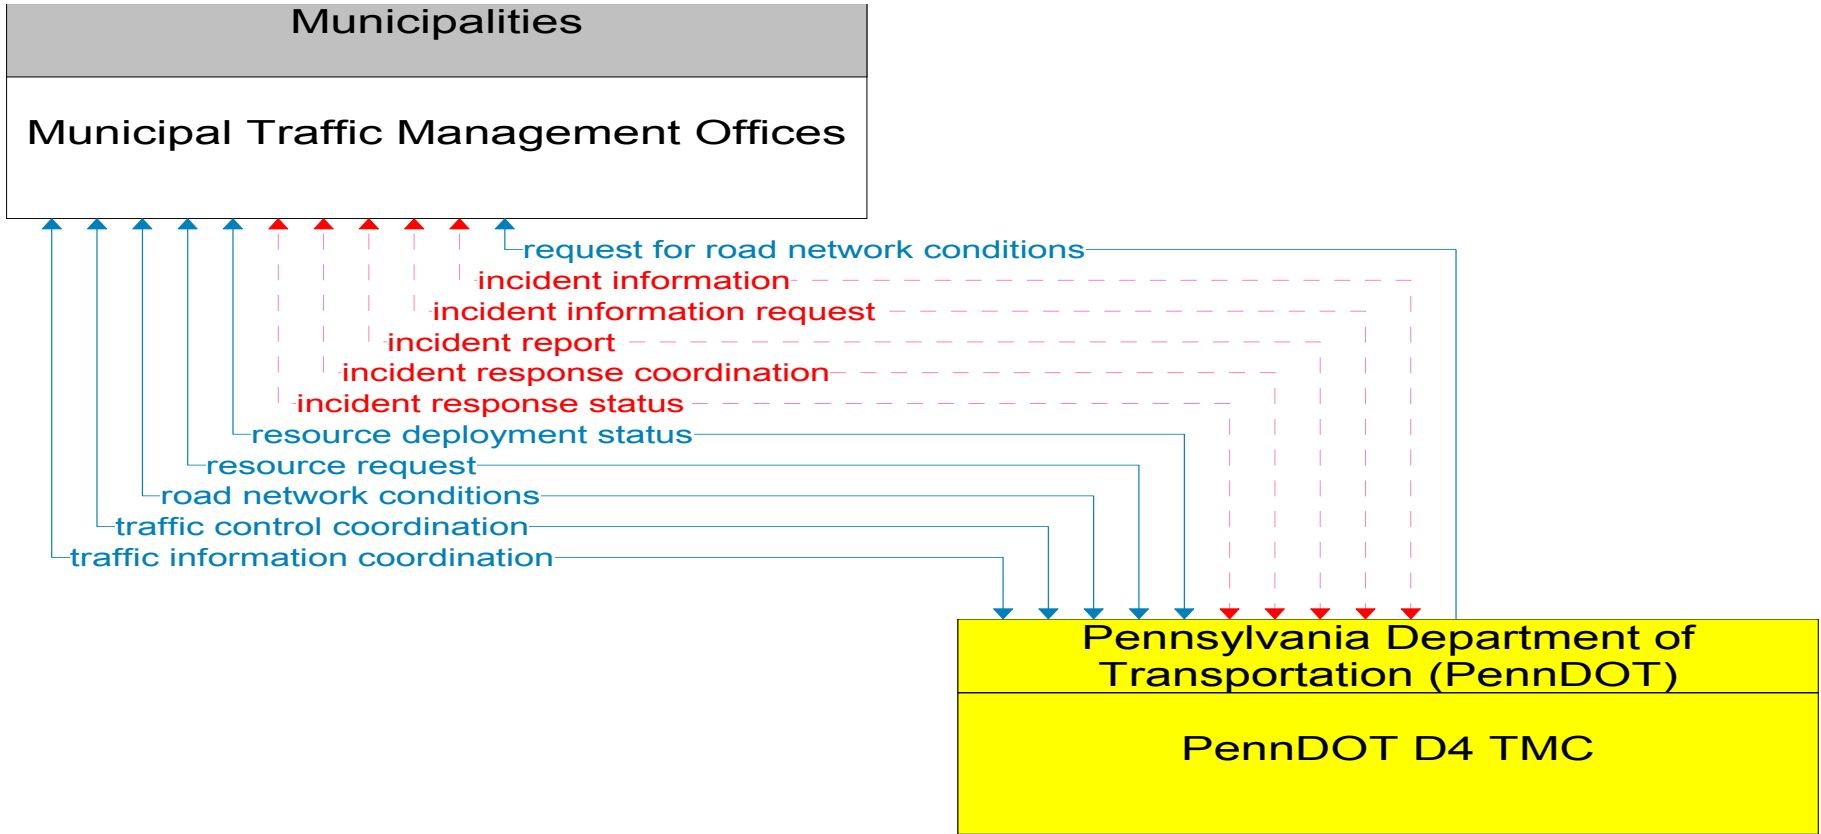 Municipalities
Municipal Traffic Management Offices
request for road network conditions
incident information
incident information request
incident report
incident response coordination
incident response status
resource deployment status
resource request
road network conditions
traffic control coordination
traffic information coordination
Pennsylvania Department of
Transportation (PennDOT)
PennDOT D4 TMC